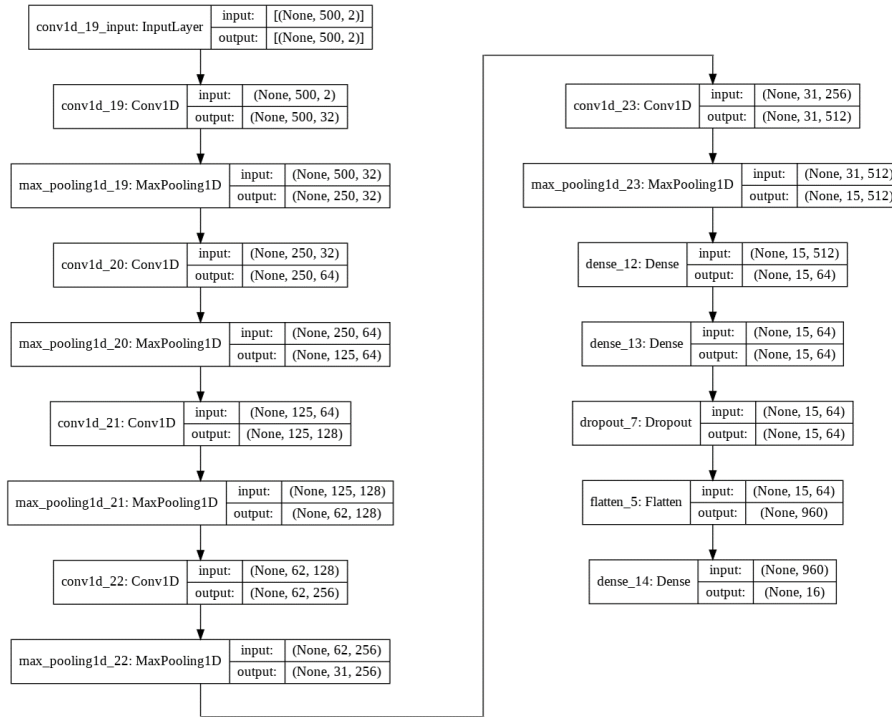 conv1d_19_input: InputLayer
input: [(None, 500, 2)]
output: [(None, 500, 2)]
conv1d_19: Conv1D
input: (None, 500, 2)
output: (None, 500, 32)
max_pooling1d_19: MaxPooling1D
input: (None, 500, 32)
output: (None, 250, 32)
conv1d_20: Conv1D
input: (None, 250, 32)
output: (None, 250, 64)
max_pooling1d_20: MaxPooling1D
input: (None, 250, 64)
output: (None, 125, 64)
conv1d_21: Conv1D
input: (None, 125, 64)
output: (None, 125, 128)
max_pooling1d_21: MaxPooling1D
input: (None, 125, 128)
output: (None, 62, 128)
conv1d_22: Conv1D
input: (None, 62, 128)
output: (None, 62, 256)
max_pooling1d_22: MaxPooling1D
input: (None, 62, 256)
output: (None, 31, 256)
conv1d_23: Conv1D
input: (None, 31, 256)
output: (None, 31, 512)
max_pooling1d_23: MaxPooling1D
input: (None, 31, 512)
output: (None, 15, 512)
dense_12: Dense
input: (None, 15, 512)
output: (None, 15, 64)
dense_13: Dense
input: (None, 15, 64)
output: (None, 15, 64)
dropout_7: Dropout
input: (None, 15, 64)
output: (None, 15, 64)
flatten_5: Flatten
input: (None, 15, 64)
output: (None, 960)
dense_14: Dense
input: (None, 960)
output: (None, 16)